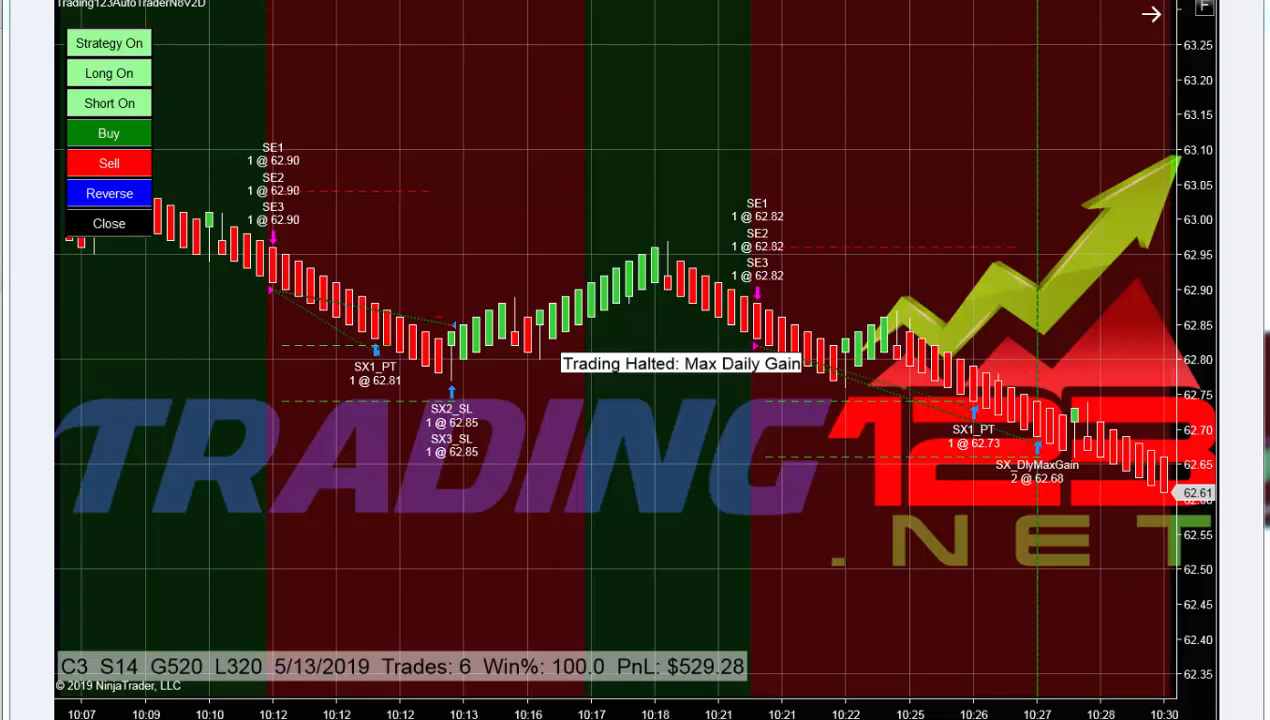 Trading123AutoTraderN8V2D
F
Strategy On
Long On
Short On
Buy
Sell
Reverse
Close
SE1
1 @ 62.90
SE2
1 @ 62.90
SE3
1 @ 62.90
SE1
1 @ 62.82
SE2
1 @ 62.82
SE3
1 @ 62.82
Trading Halted: Max Daily Gain
SX1_PT
1 @ 62.81
SX2_SL
1 @ 62.85
SX3_SL
1 @ 62.85
SX1_PT
1 @ 62.73
SX_DlyMaxGain
2 @ 62.68
TRADING123
.NET
63.25
63.20
63.15
63.10
63.05
63.00
62.95
62.90
62.85
62.80
62.75
62.70
62.65
62.61
62.55
62.50
62.45
62.40
62.35
C3 S14 G520 L320 5/13/2019 Trades: 6 Win%: 100.0 PnL: $529.28
© 2019 NinjaTrader, LLC
10:07 10:09 10:10 10:12 10:12 10:12 10:13 10:16 10:17 10:18 10:21 10:21 10:22 10:25 10:26 10:27 10:28 10:30